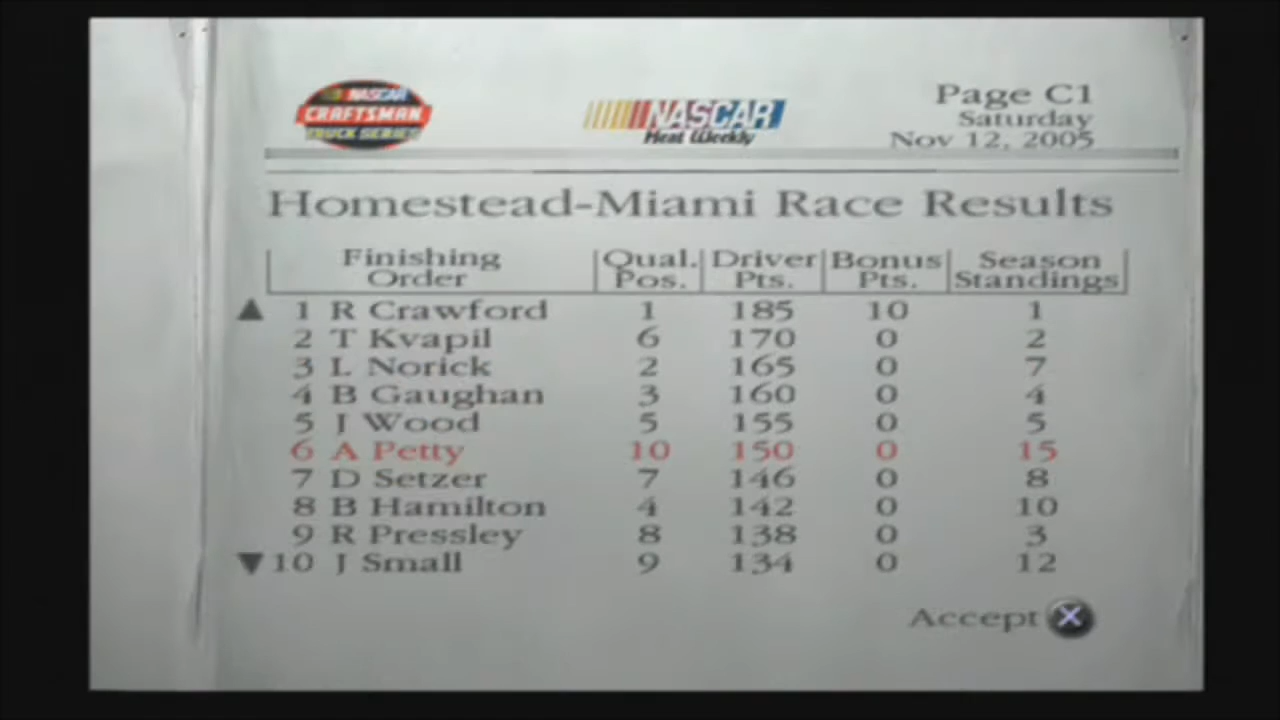 NASCAR
CRAFTSMAN
TRUCK SERIES
NASCAR
Heat Weekly
Page C1
Saturday
Nov 12, 2005
Homestead-Miami Race Results
Finishing Order Qual. Pos. Driver Pts. Bonus Pts. Season Standings
▲ 1 R Crawford 1 185 10 1
2 T Kvapil 6 170 0 2
3 L Norick 2 165 0 7
4 B Gaughan 3 160 0 4
5 J Wood 5 155 0 5
6 A Petty 10 150 0 15
7 D Setzer 7 146 0 8
8 B Hamilton 4 142 0 10
9 R Pressley 8 138 0 3
▼ 10 J Small 9 134 0 12
Accept X